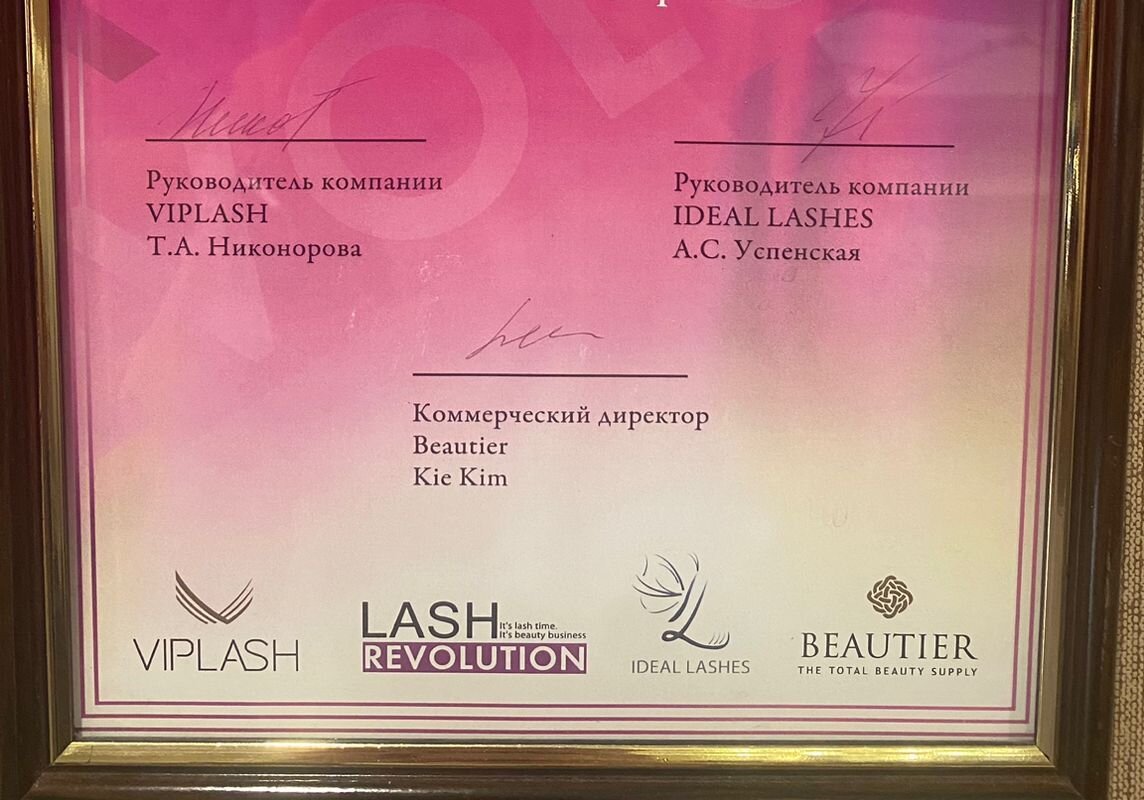 Руководитель компании
VIPLASH
Т.А. Никонорова
Руководитель компании
IDEAL LASHES
А.С. Успенская
Коммерческий директор
Beautier
Kie Kim
VIPLASH
LASH
It's lash time.
It's beauty business
REVOLUTION
IDEAL LASHES
BEAUTIER
THE TOTAL BEAUTY SUPPLY